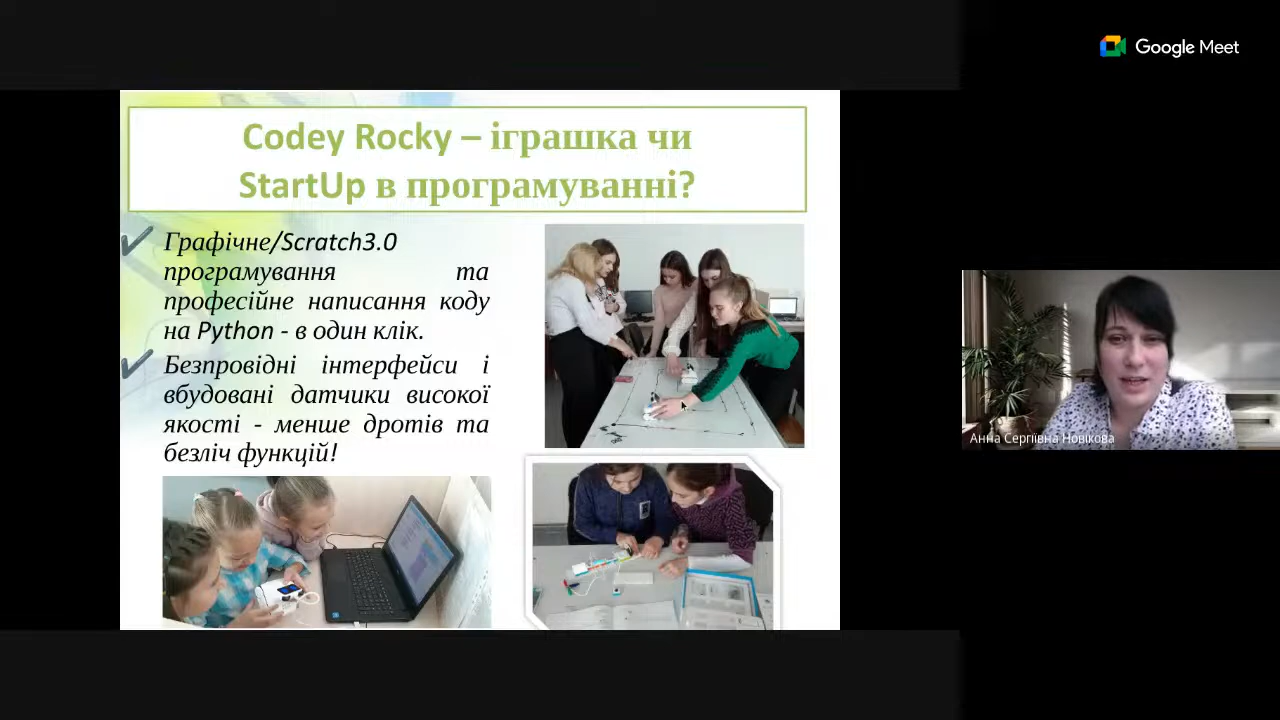 Google Meet
Codey Rocky – іграшка чи
StartUp в програмуванні?
Графічне/Scratch3.0
програмування та
професійне написання коду
на Python - в один клік.
Безпровідні інтерфейси і
вбудовані датчики високої
якості - менше дротів та
безліч функцій!
Анна Сергіївна Новікова